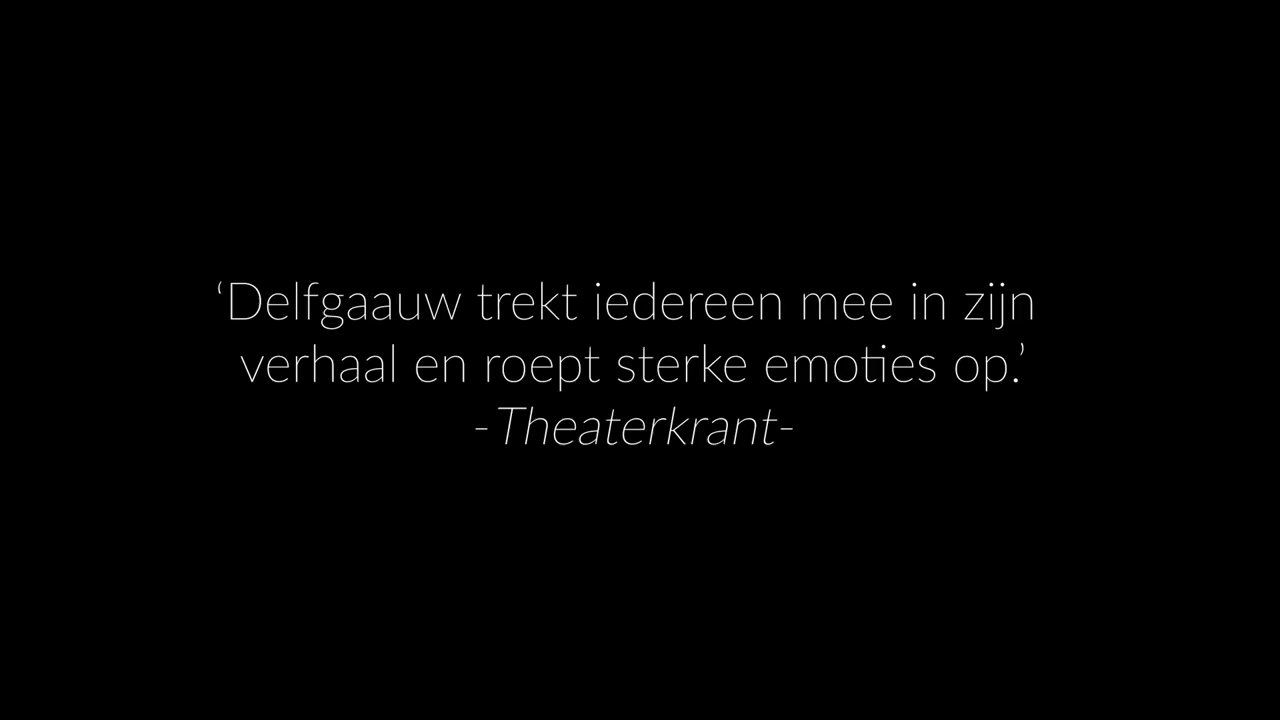 ‘Delfgaauw trekt iedereen mee in zijn
verhaal en roept sterke emoties op.’
-Theaterkrant-